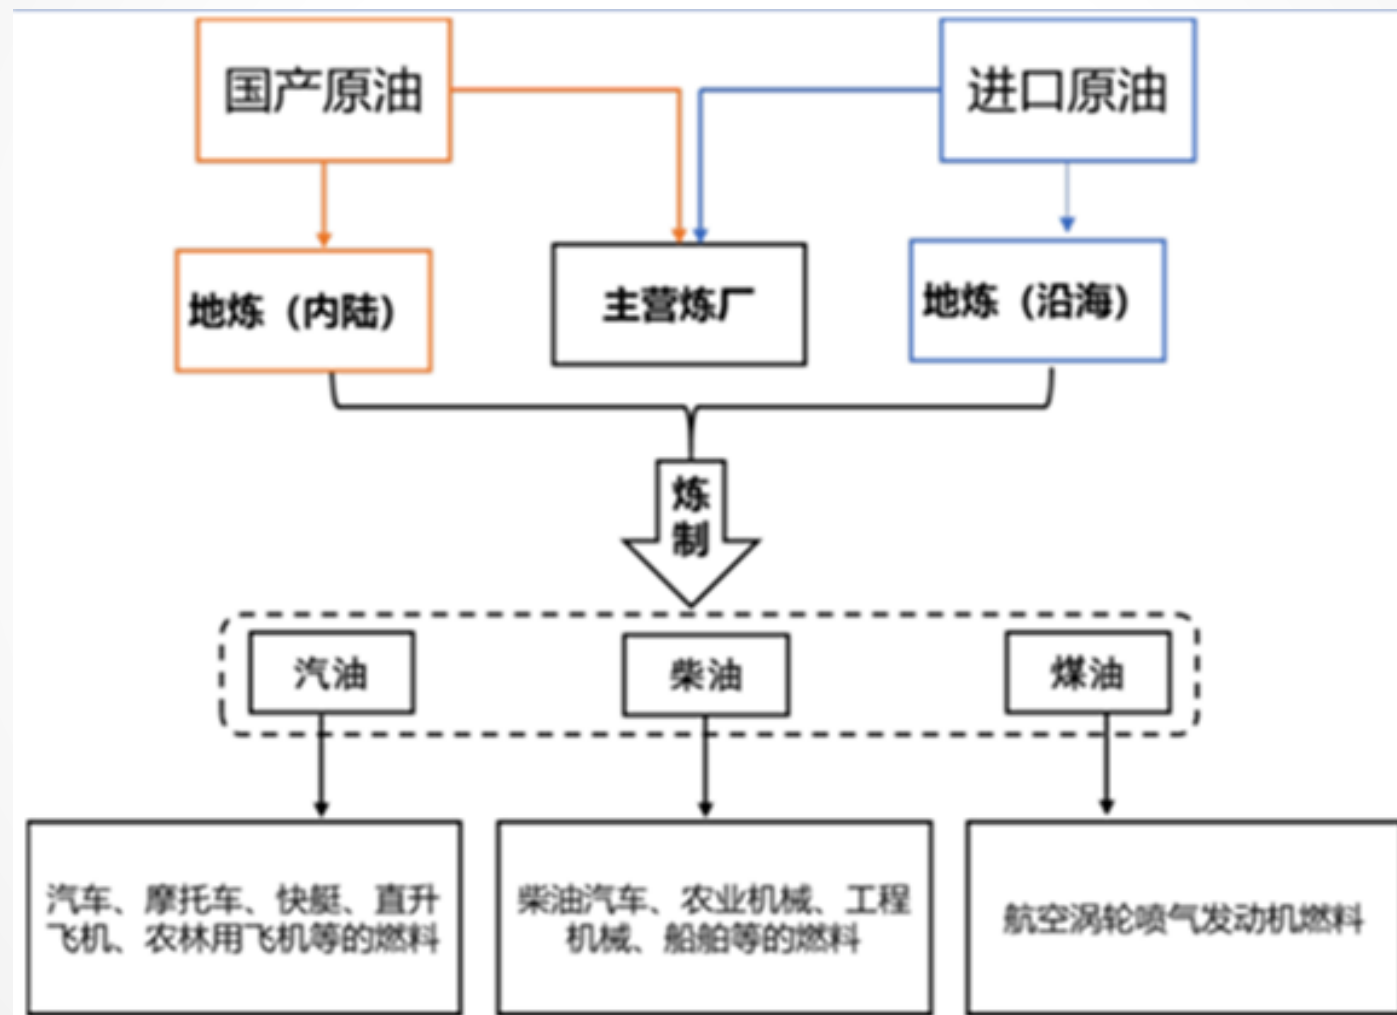 国产原油
进口原油
地炼（内陆）
主营炼厂
地炼（沿海）
炼
制
汽油
柴油
煤油
汽车、摩托车、快艇、直升
飞机、农林用飞机等的燃料
柴油汽车、农业机械、工程
机械、船舶等的燃料
航空涡轮喷气发动机燃料